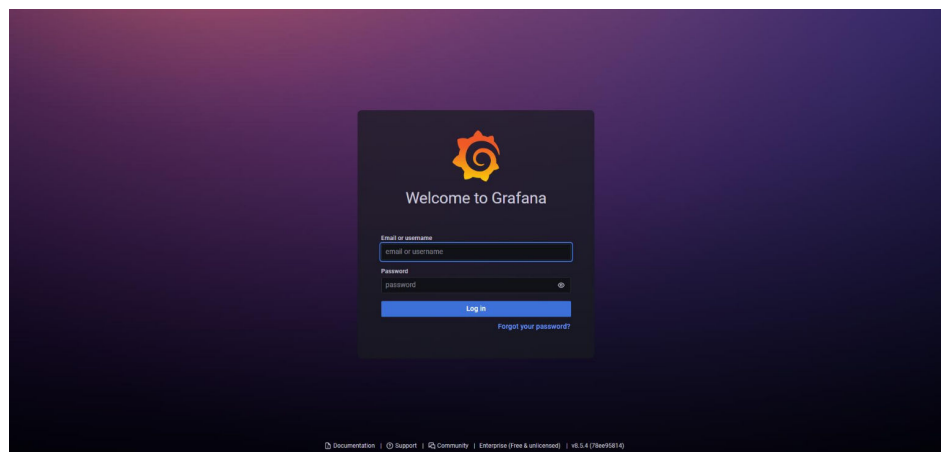 Welcome to Grafana
Email or username
email or username
Password
password
Log in
Forgot your password?
Documentation | Support | Community | Enterprise (Free & unlicensed) | v8.5.4 (78ee95814)